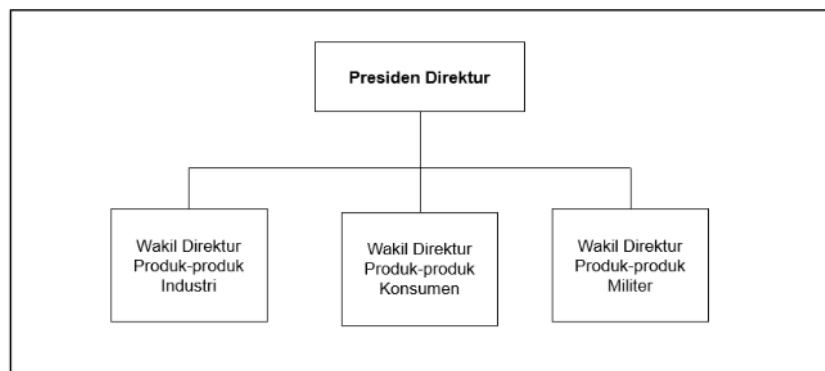 Presiden Direktur
Wakil Direktur
Produk-produk
Industri
Wakil Direktur
Produk-produk
Konsumen
Wakil Direktur
Produk-produk
Militer